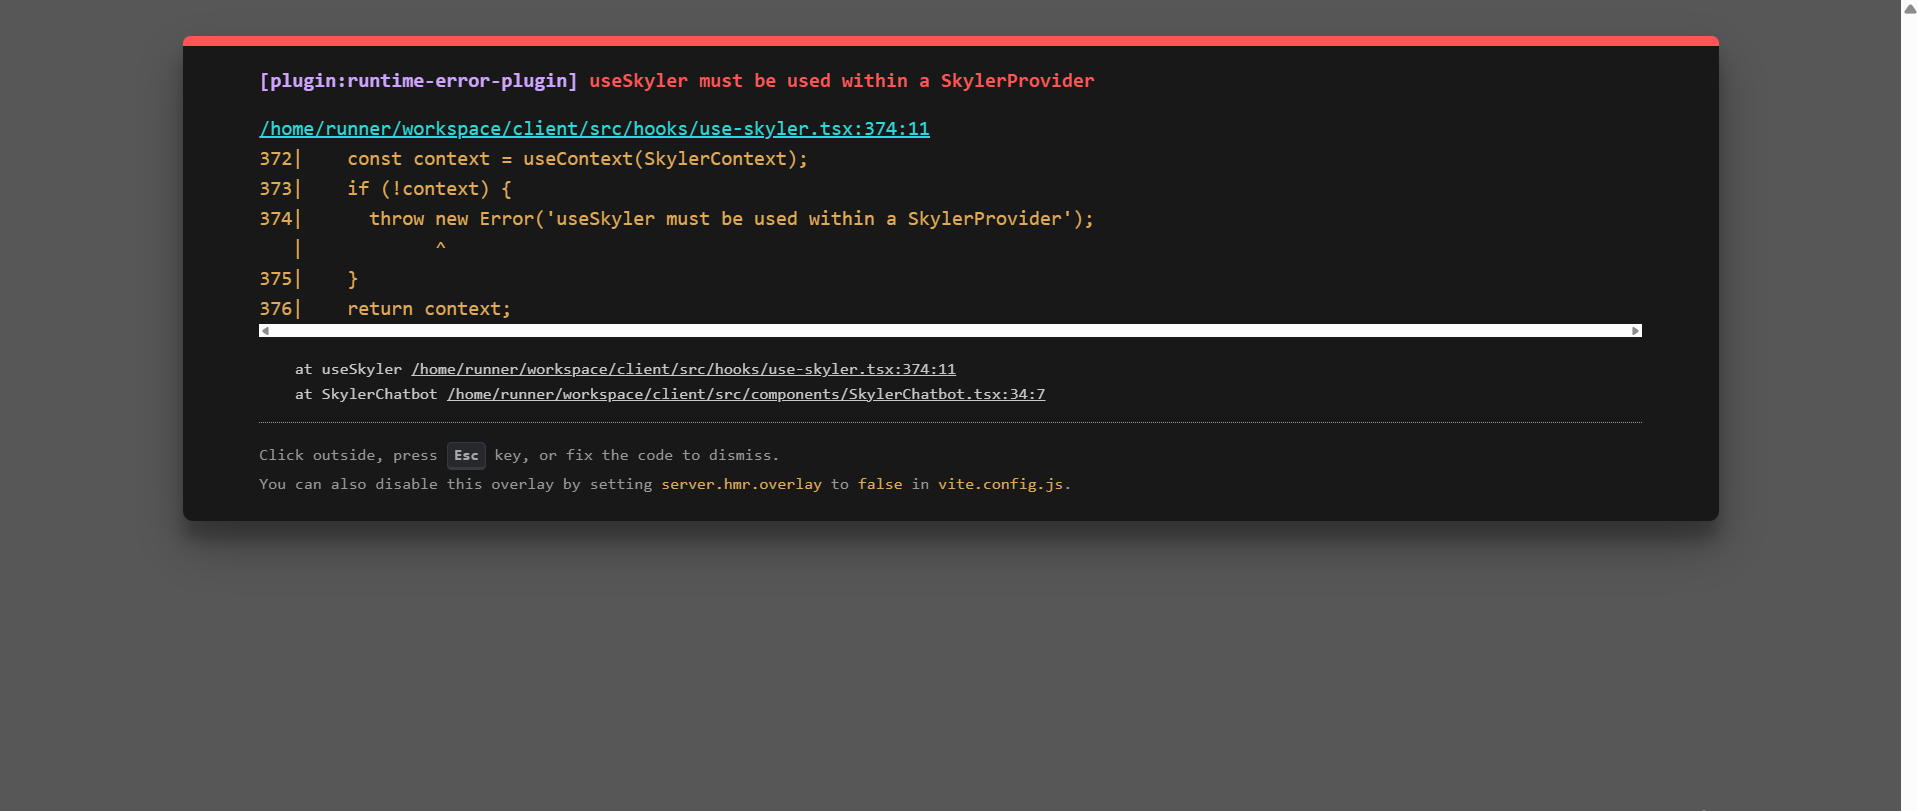 [plugin:runtime-error-plugin] useSkyler must be used within a SkylerProvider
/home/runner/workspace/client/src/hooks/use-skyler.tsx:374:11
372|    const context = useContext(SkylerContext);
373|    if (!context) {
374|      throw new Error('useSkyler must be used within a SkylerProvider');
   |            ^
375|    }
376|    return context;
at useSkyler /home/runner/workspace/client/src/hooks/use-skyler.tsx:374:11
at SkylerChatbot /home/runner/workspace/client/src/components/SkylerChatbot.tsx:34:7
Click outside, press Esc key, or fix the code to dismiss.
You can also disable this overlay by setting server.hmr.overlay to false in vite.config.js.